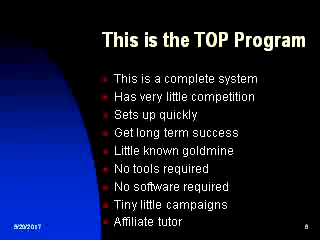 This is the TOP Program
This is a complete system
Has very little competition
Sets up quickly
Get long term success
Little known goldmine
No tools required
No software required
Tiny little campaigns
Affiliate tutor
9/20/2017
6